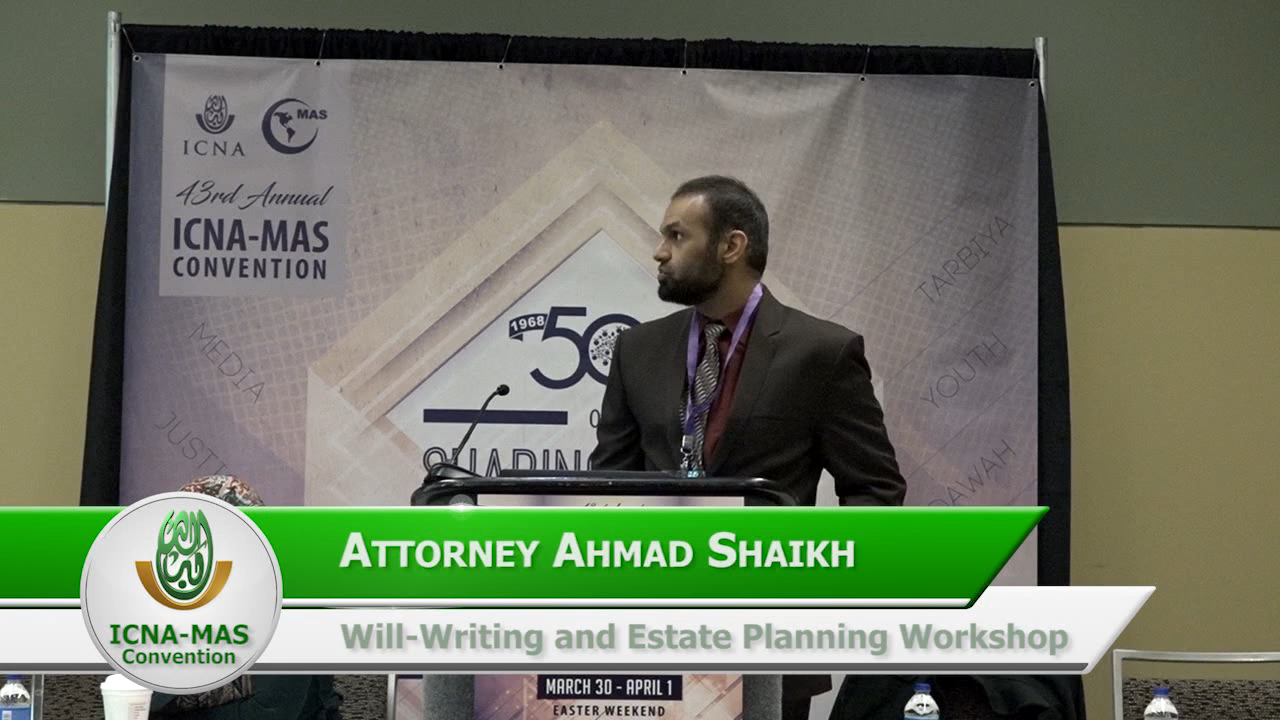 ICNA
MAS
43rd Annual
ICNA-MAS
CONVENTION
TARBIYA
MEDIA
YOUTH
1968
50
DAWAH
ATTORNEY AHMAD SHAIKH
ICNA-MAS
Convention
Will-Writing and Estate Planning Workshop
MARCH 30 - APRIL 1
EASTER WEEKEND